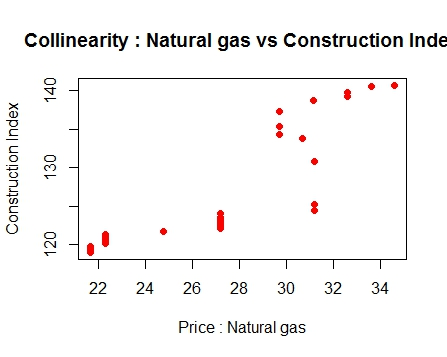 Collinearity : Natural gas vs Construction Inde
140
130
120
Construction Index
22 24 26 28 30 32 34
Price : Natural gas